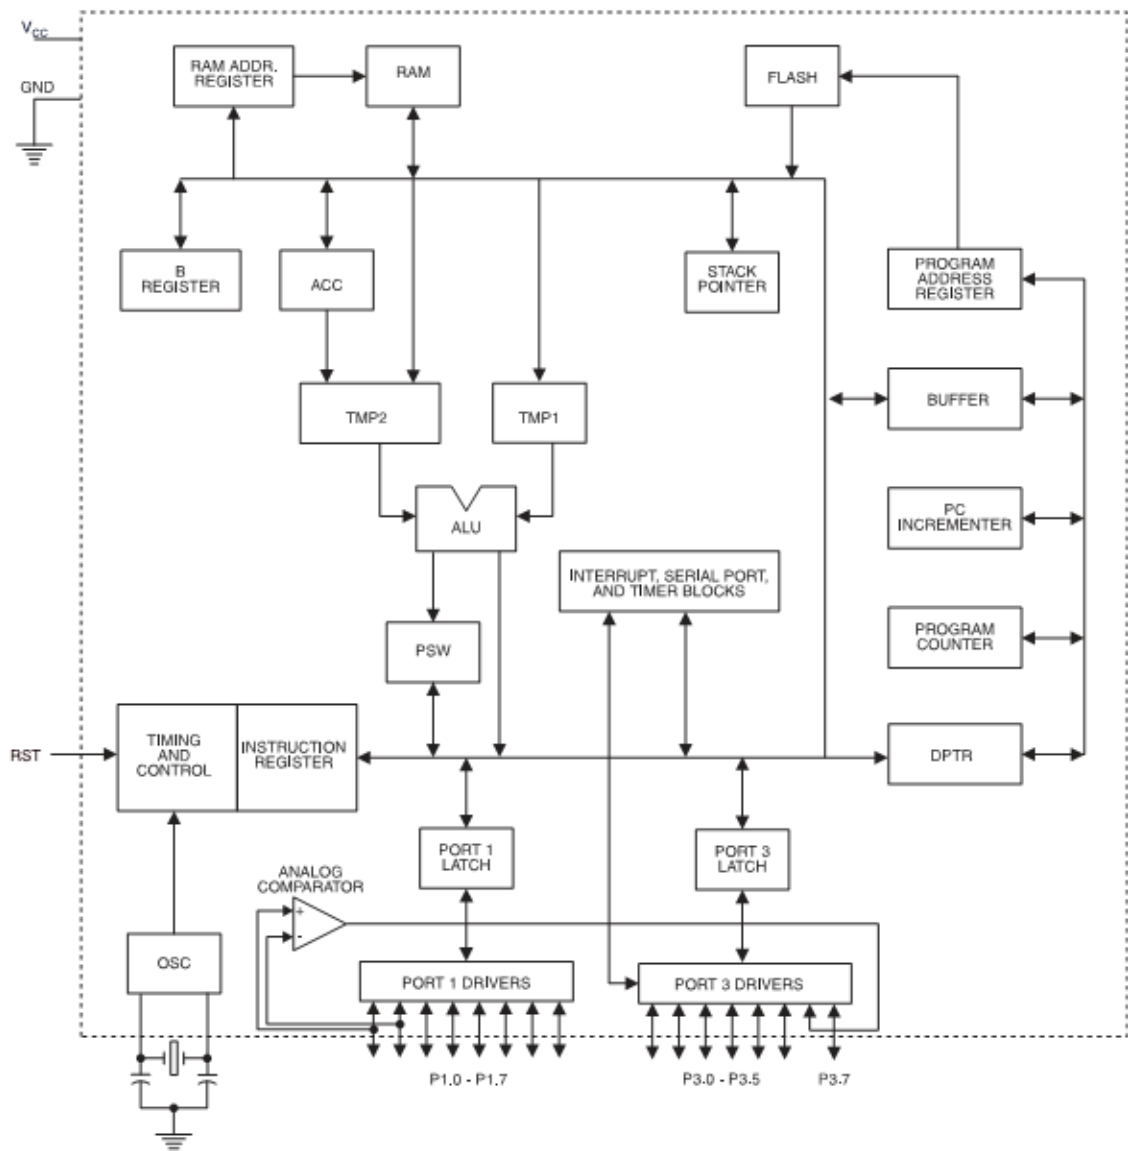 VCC
GND
RAM ADDR.
REGISTER
RAM
FLASH
B
REGISTER
ACC
STACK
POINTER
PROGRAM
ADDRESS
REGISTER
BUFFER
TMP2
TMP1
ALU
PC
INCREMENTER
INTERRUPT, SERIAL PORT,
AND TIMER BLOCKS
PROGRAM
COUNTER
PSW
RST
TIMING
AND
CONTROL
INSTRUCTION
REGISTER
DPTR
PORT 1
LATCH
PORT 3
LATCH
ANALOG
COMPARATOR
+
-
OSC
PORT 1 DRIVERS
PORT 3 DRIVERS
P1.0 - P1.7
P3.0 - P3.5
P3.7